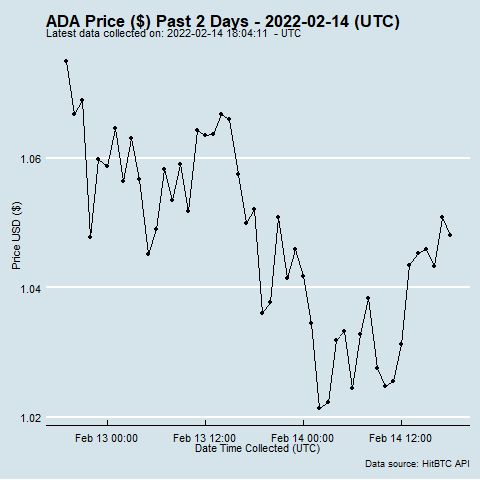 ADA Price ($) Past 2 Days - 2022-02-14 (UTC)
Latest data collected on: 2022-02-14 18:04:11 - UTC
1.06
1.04
1.02
Price USD ($)
Feb 13 00:00 Feb 13 12:00 Feb 14 00:00 Feb 14 12:00
Date Time Collected (UTC)
Data source: HitBTC API